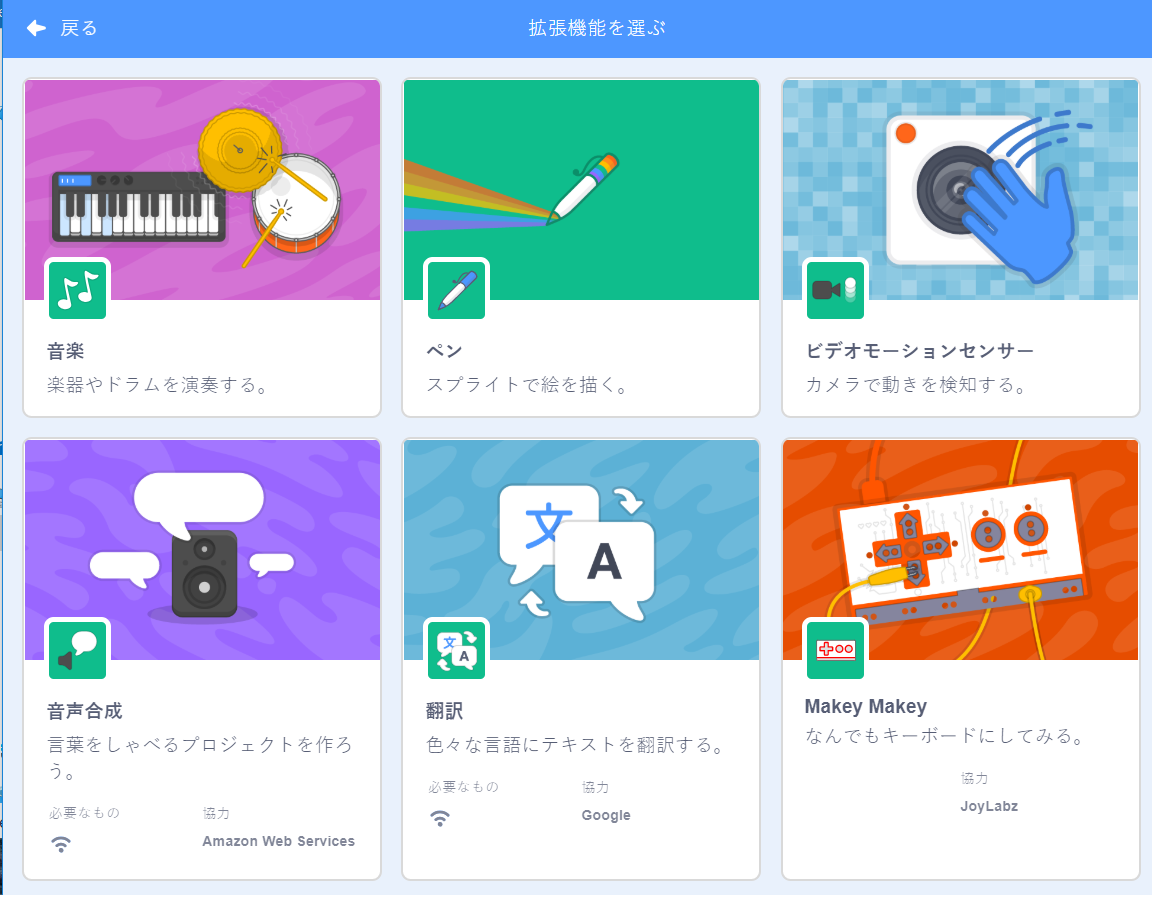 戻る
拡張機能を選ぶ
音楽
楽器やドラムを演奏する。
ペン
スプライトで絵を描く。
ビデオモーションセンサー
カメラで動きを検知する。
文
A
文
A
音声合成
言葉をしゃべるプロジェクトを作ろ
う。
必要なもの
協力
Amazon Web Services
翻訳
色々な言語にテキストを翻訳する。
必要なもの
協力
Google
Makey Makey
なんでもキーボードにしてみる。
協力
JoyLabz